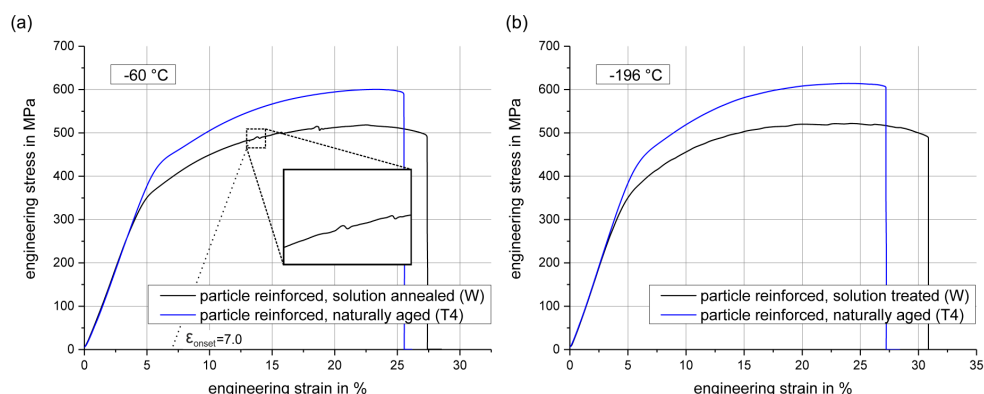 (a)
700
600
500
400
300
200
100
0
engineering stress in MPa
-60 °C
particle reinforced, solution annealed (W)
particle reinforced, naturally aged (T4)
εonset=7.0
0 5 10 15 20 25 30
engineering strain in %
(b)
700
600
500
400
300
200
100
0
engineering stress in MPa
-196 °C
particle reinforced, solution treated (W)
particle reinforced, naturally aged (T4)
0 5 10 15 20 25 30 35
engineering strain in %